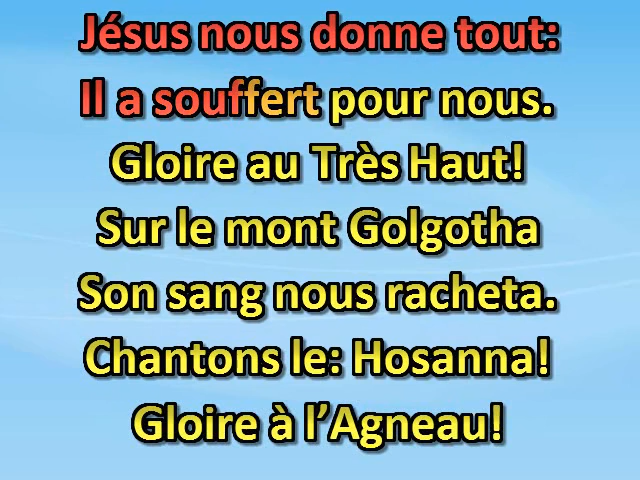 Jésus nous donne tout:
Il a souffert pour nous.
Gloire au Très Haut!
Sur le mont Golgotha
Son sang nous racheta.
Chantons le: Hosanna!
Gloire à l’Agneau!